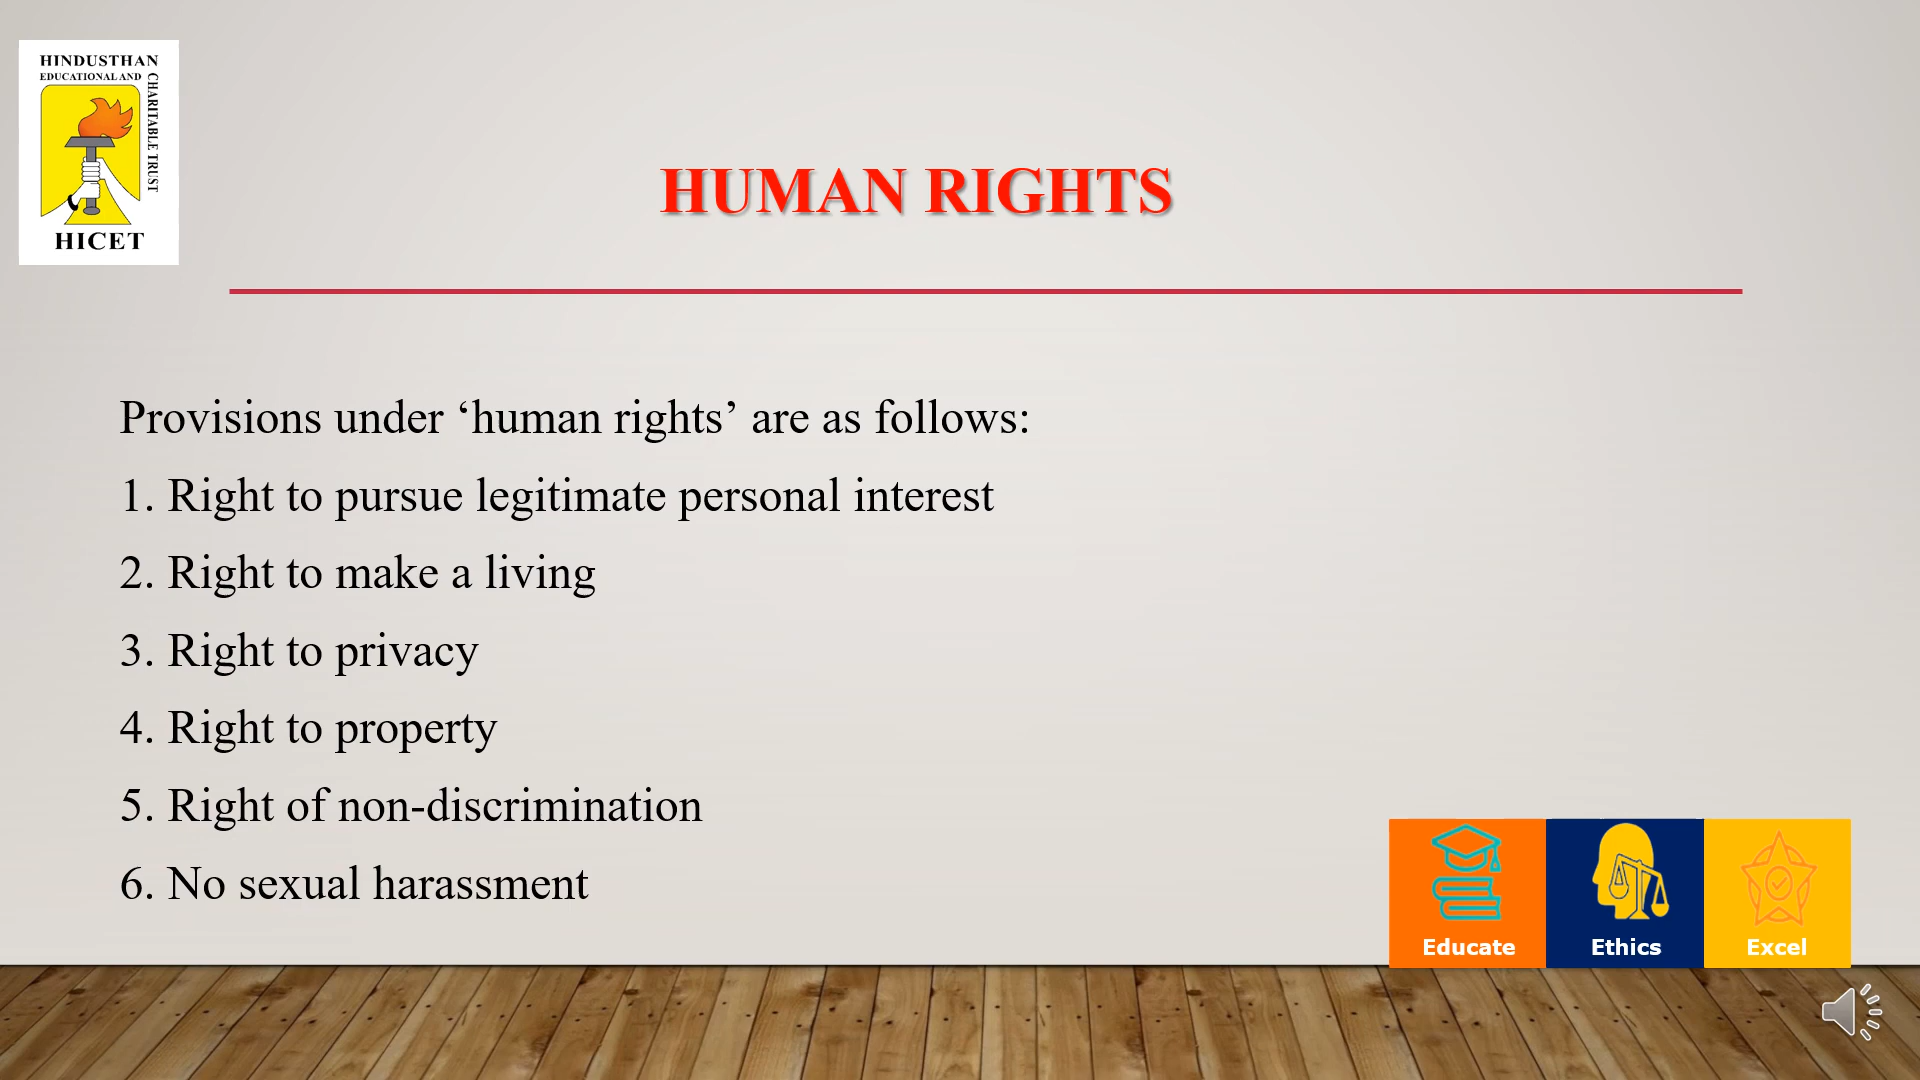 HINDUSTHAN
EDUCATIONAL AND
CHARITABLE TRUST
HICET
HUMAN RIGHTS
Provisions under ‘human rights’ are as follows:
1. Right to pursue legitimate personal interest
2. Right to make a living
3. Right to privacy
4. Right to property
5. Right of non-discrimination
6. No sexual harassment
Educate
Ethics
Excel